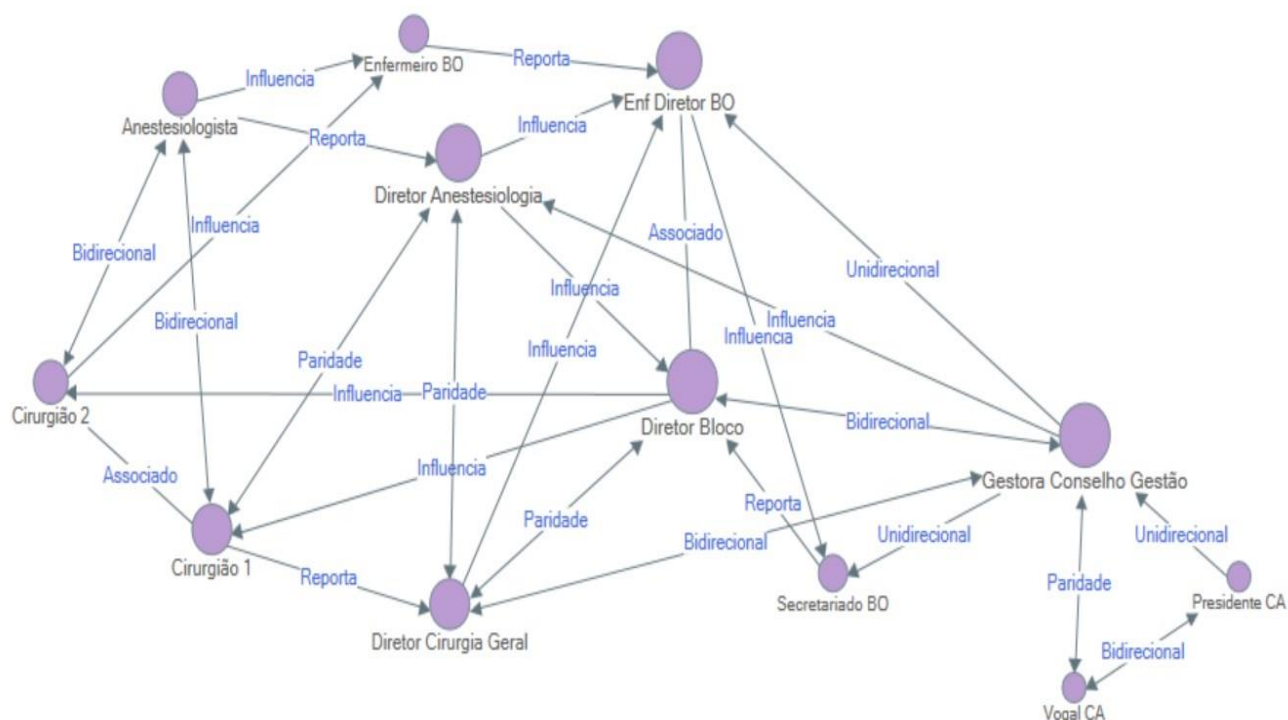 Enfermeiro BO
Reporta
Enf Diretor BO
Influencia
Anestesiologista
Influencia
Reporta
Diretor Anestesiologia
Influencia
Associado
Bidirecional
Unidirecional
Influencia
Influencia
Bidirecional
Influencia
Influencia
Influencia
Paridade
Paridade
Influencia
Cirurgião 2
Diretor Bloco
Bidirecional
Gestora Conselho Gestão
Associado
Influencia
Reporta
Paridade
Bidirecional
Unidirecional
Unidirecional
Cirurgião 1
Reporta
Paridade
Secretariado BO
Presidente CA
Diretor Cirurgia Geral
Bidirecional
Vogal CA